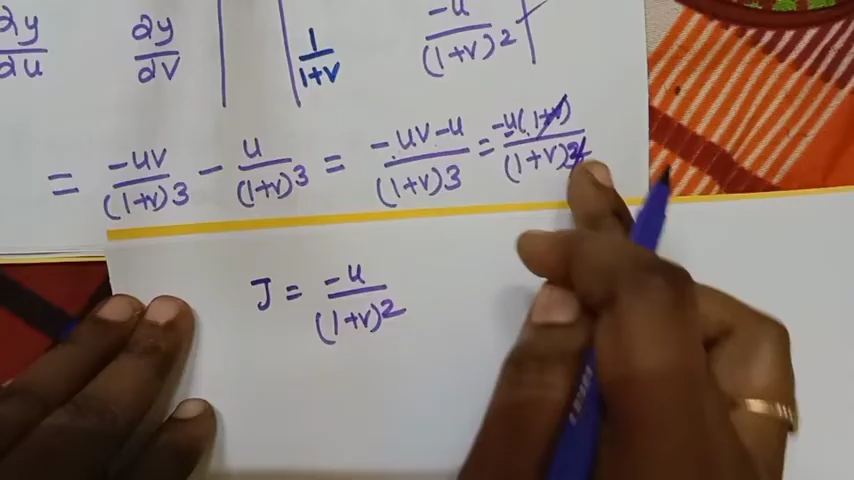 ∂y/∂u ∂y/∂v | | 1/(1+v) -u/(1+v)² |
= -uv/(1+v)³ - u/(1+v)³ = -uv-u/(1+v)³ = -u(1+v)/(1+v)³
J = -u/(1+v)²